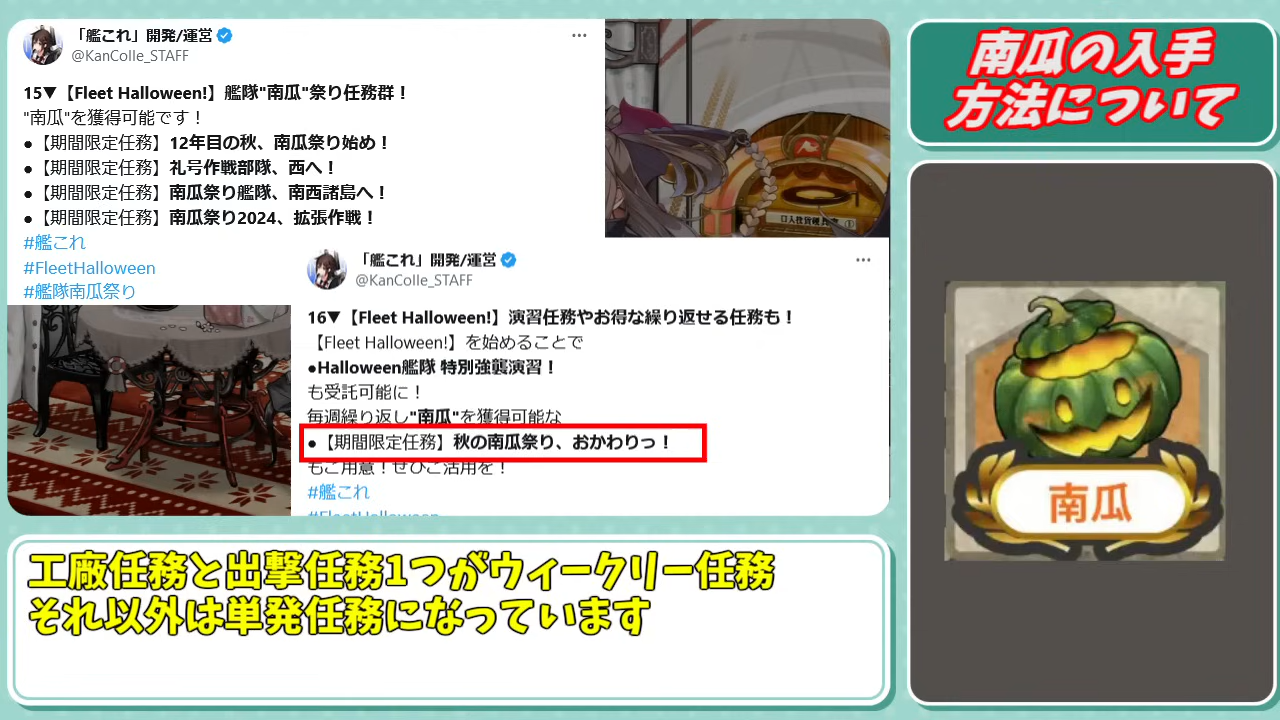 「艦これ」開発/運営
@KanColle_STAFF
15▼【Fleet Halloween!】艦隊"南瓜"祭り任務群！
"南瓜"を獲得可能です！
●【期間限定任務】12年目の秋、南瓜祭り始め！
●【期間限定任務】礼号作戦部隊、西へ！
●【期間限定任務】南瓜祭り艦隊、南西諸島へ！
●【期間限定任務】南瓜祭り2024、拡張作戦！
#艦これ
#FleetHalloween
#艦隊南瓜祭り
「艦これ」開発/運営
@KanColle_STAFF
16▼【Fleet Halloween!】演習任務やお得な繰り返せる任務も！
【Fleet Halloween!】を始めることで
●Halloween艦隊 特別強襲演習！
も受託可能に！
毎週繰り返し"南瓜"を獲得可能な
●【期間限定任務】秋の南瓜祭り、おかわりっ！
もご用意！ぜひご活用を！
#艦これ
#FleetHalloween
南瓜の入手
方法について
南瓜
工廠任務と出撃任務1つがウィークリー任務
それ以外は単発任務になっています